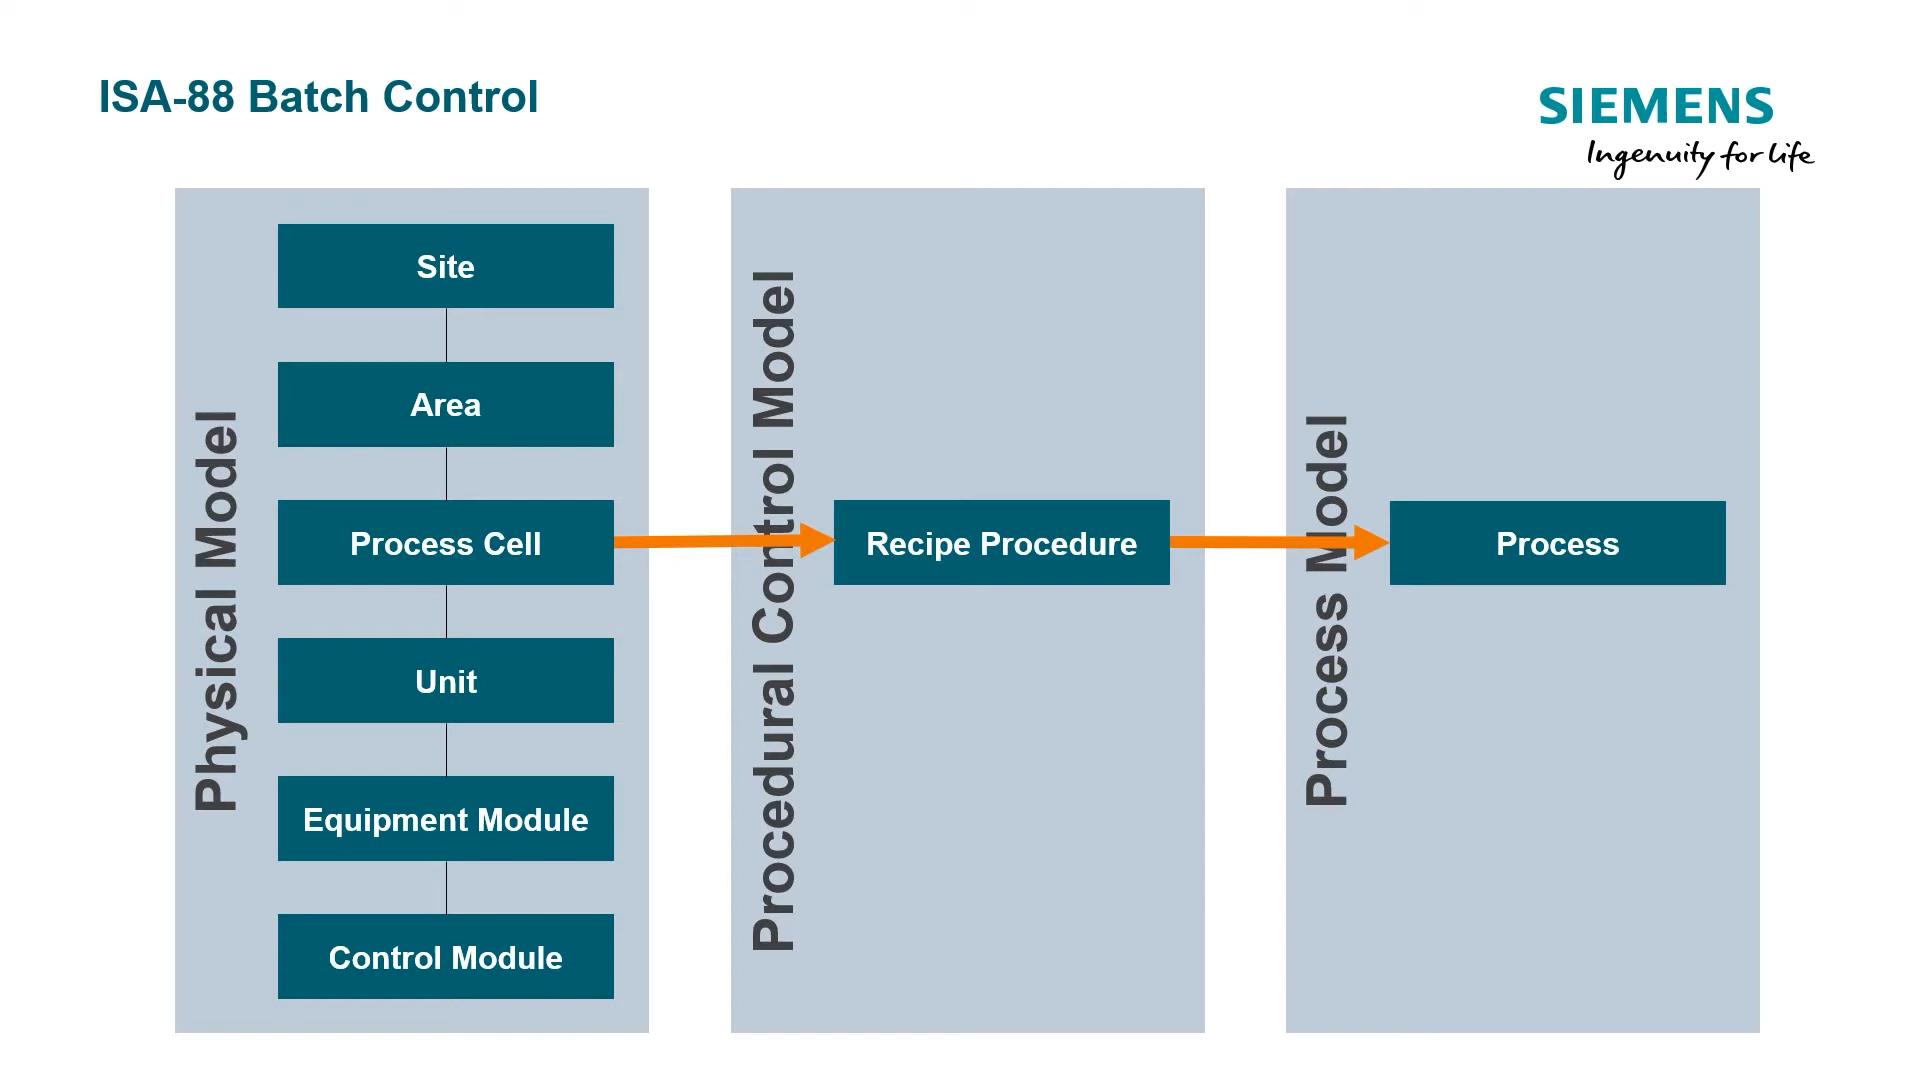 ISA-88 Batch Control
SIEMENS
Ingenuity for life
Physical Model
Site
Area
Process Cell
Unit
Equipment Module
Control Module
Procedural Control Model
Recipe Procedure
Process Model
Process